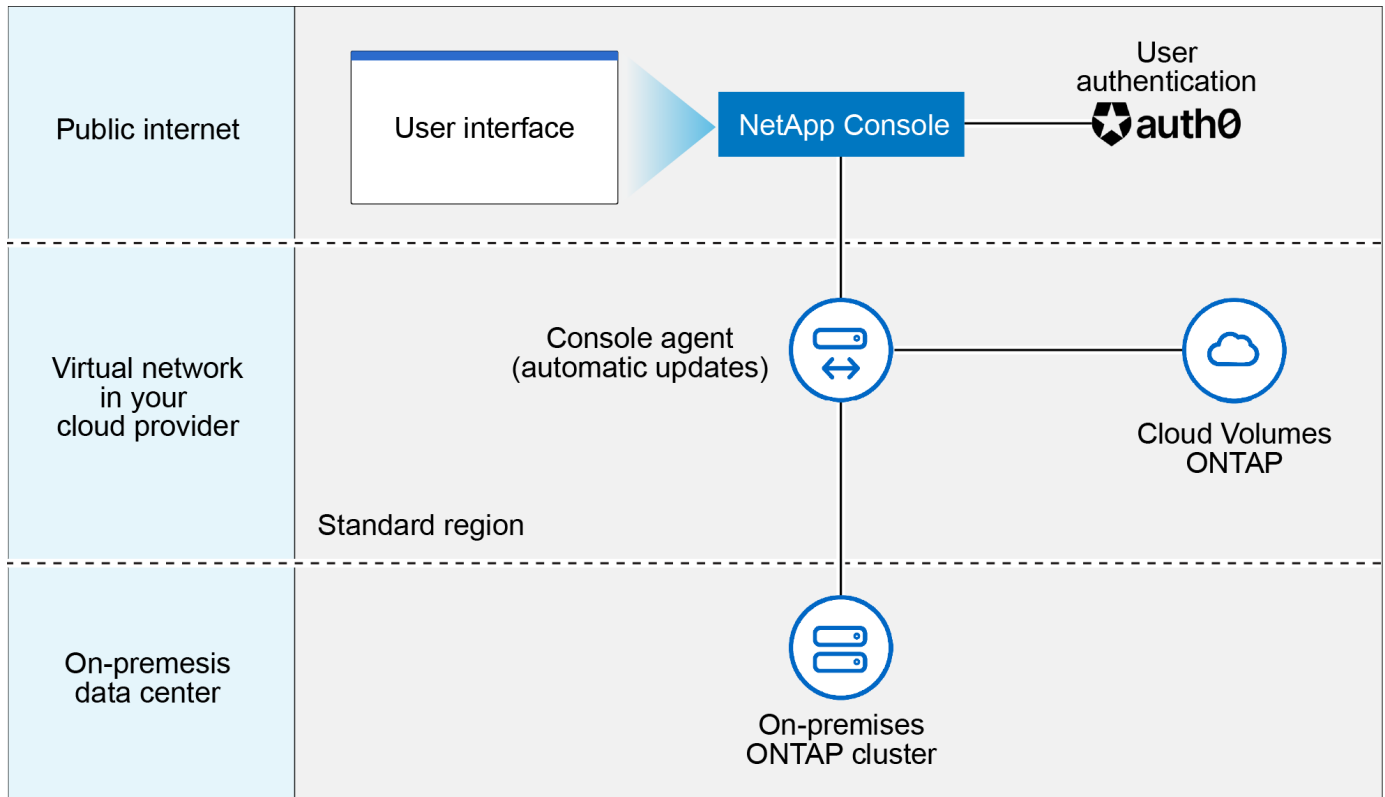 Public internet
User interface
NetApp Console
User
authentication
auth0
Virtual network
in your
cloud provider
Console agent
(automatic updates)
Cloud Volumes
ONTAP
Standard region
On-premesis
data center
On-premises
ONTAP cluster